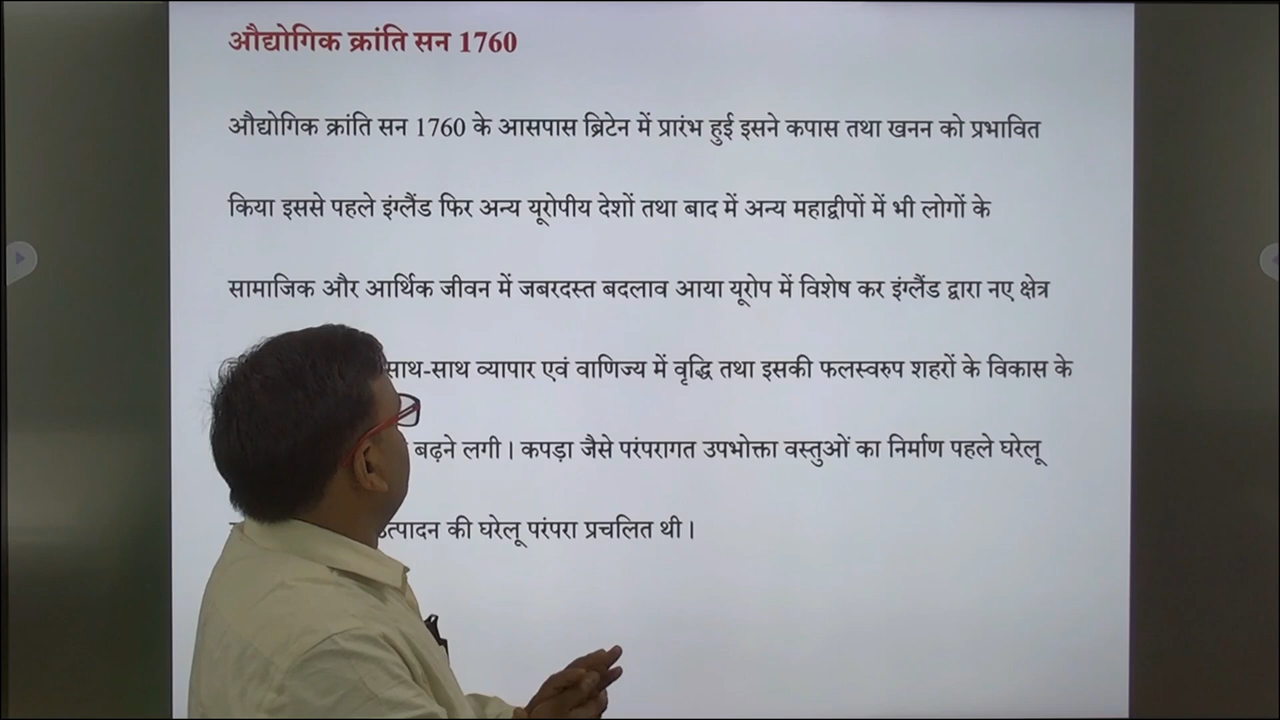 औद्योगिक क्रांति सन 1760
औद्योगिक क्रांति सन 1760 के आसपास ब्रिटेन में प्रारंभ हुई इसने कपास तथा खनन को प्रभावित
किया इससे पहले इंग्लैंड फिर अन्य यूरोपीय देशों तथा बाद में अन्य महाद्वीपों में भी लोगों के
सामाजिक और आर्थिक जीवन में जबरदस्त बदलाव आया यूरोप में विशेष कर इंग्लैंड द्वारा नए क्षेत्र
साथ-साथ व्यापार एवं वाणिज्य में वृद्धि तथा इसकी फलस्वरुप शहरों के विकास के
बढ़ने लगी । कपड़ा जैसे परंपरागत उपभोक्ता वस्तुओं का निर्माण पहले घरेलू
की घरेलू परंपरा प्रचलित थी ।